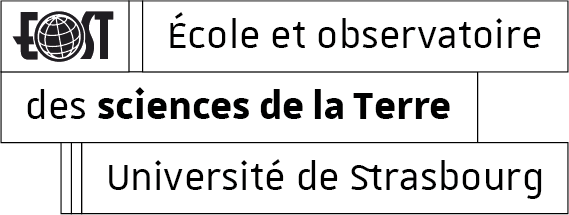 EOST École et observatoire
des sciences de la Terre
Université de Strasbourg